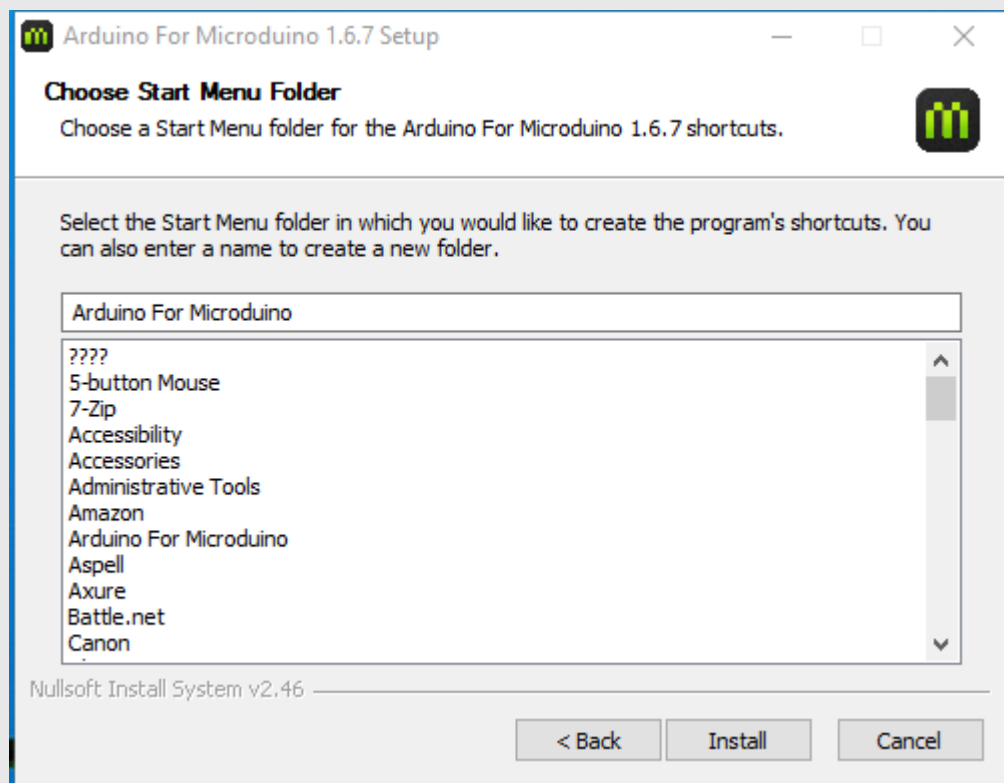 Arduino For Microduino 1.6.7 Setup
Choose Start Menu Folder
Choose a Start Menu folder for the Arduino For Microduino 1.6.7 shortcuts.
Select the Start Menu folder in which you would like to create the program's shortcuts. You
can also enter a name to create a new folder.
Arduino For Microduino
????
5-button Mouse
7-Zip
Accessibility
Accessories
Administrative Tools
Amazon
Arduino For Microduino
Aspell
Axure
Battle.net
Canon
Nullsoft Install System v2.46
< Back
Install
Cancel